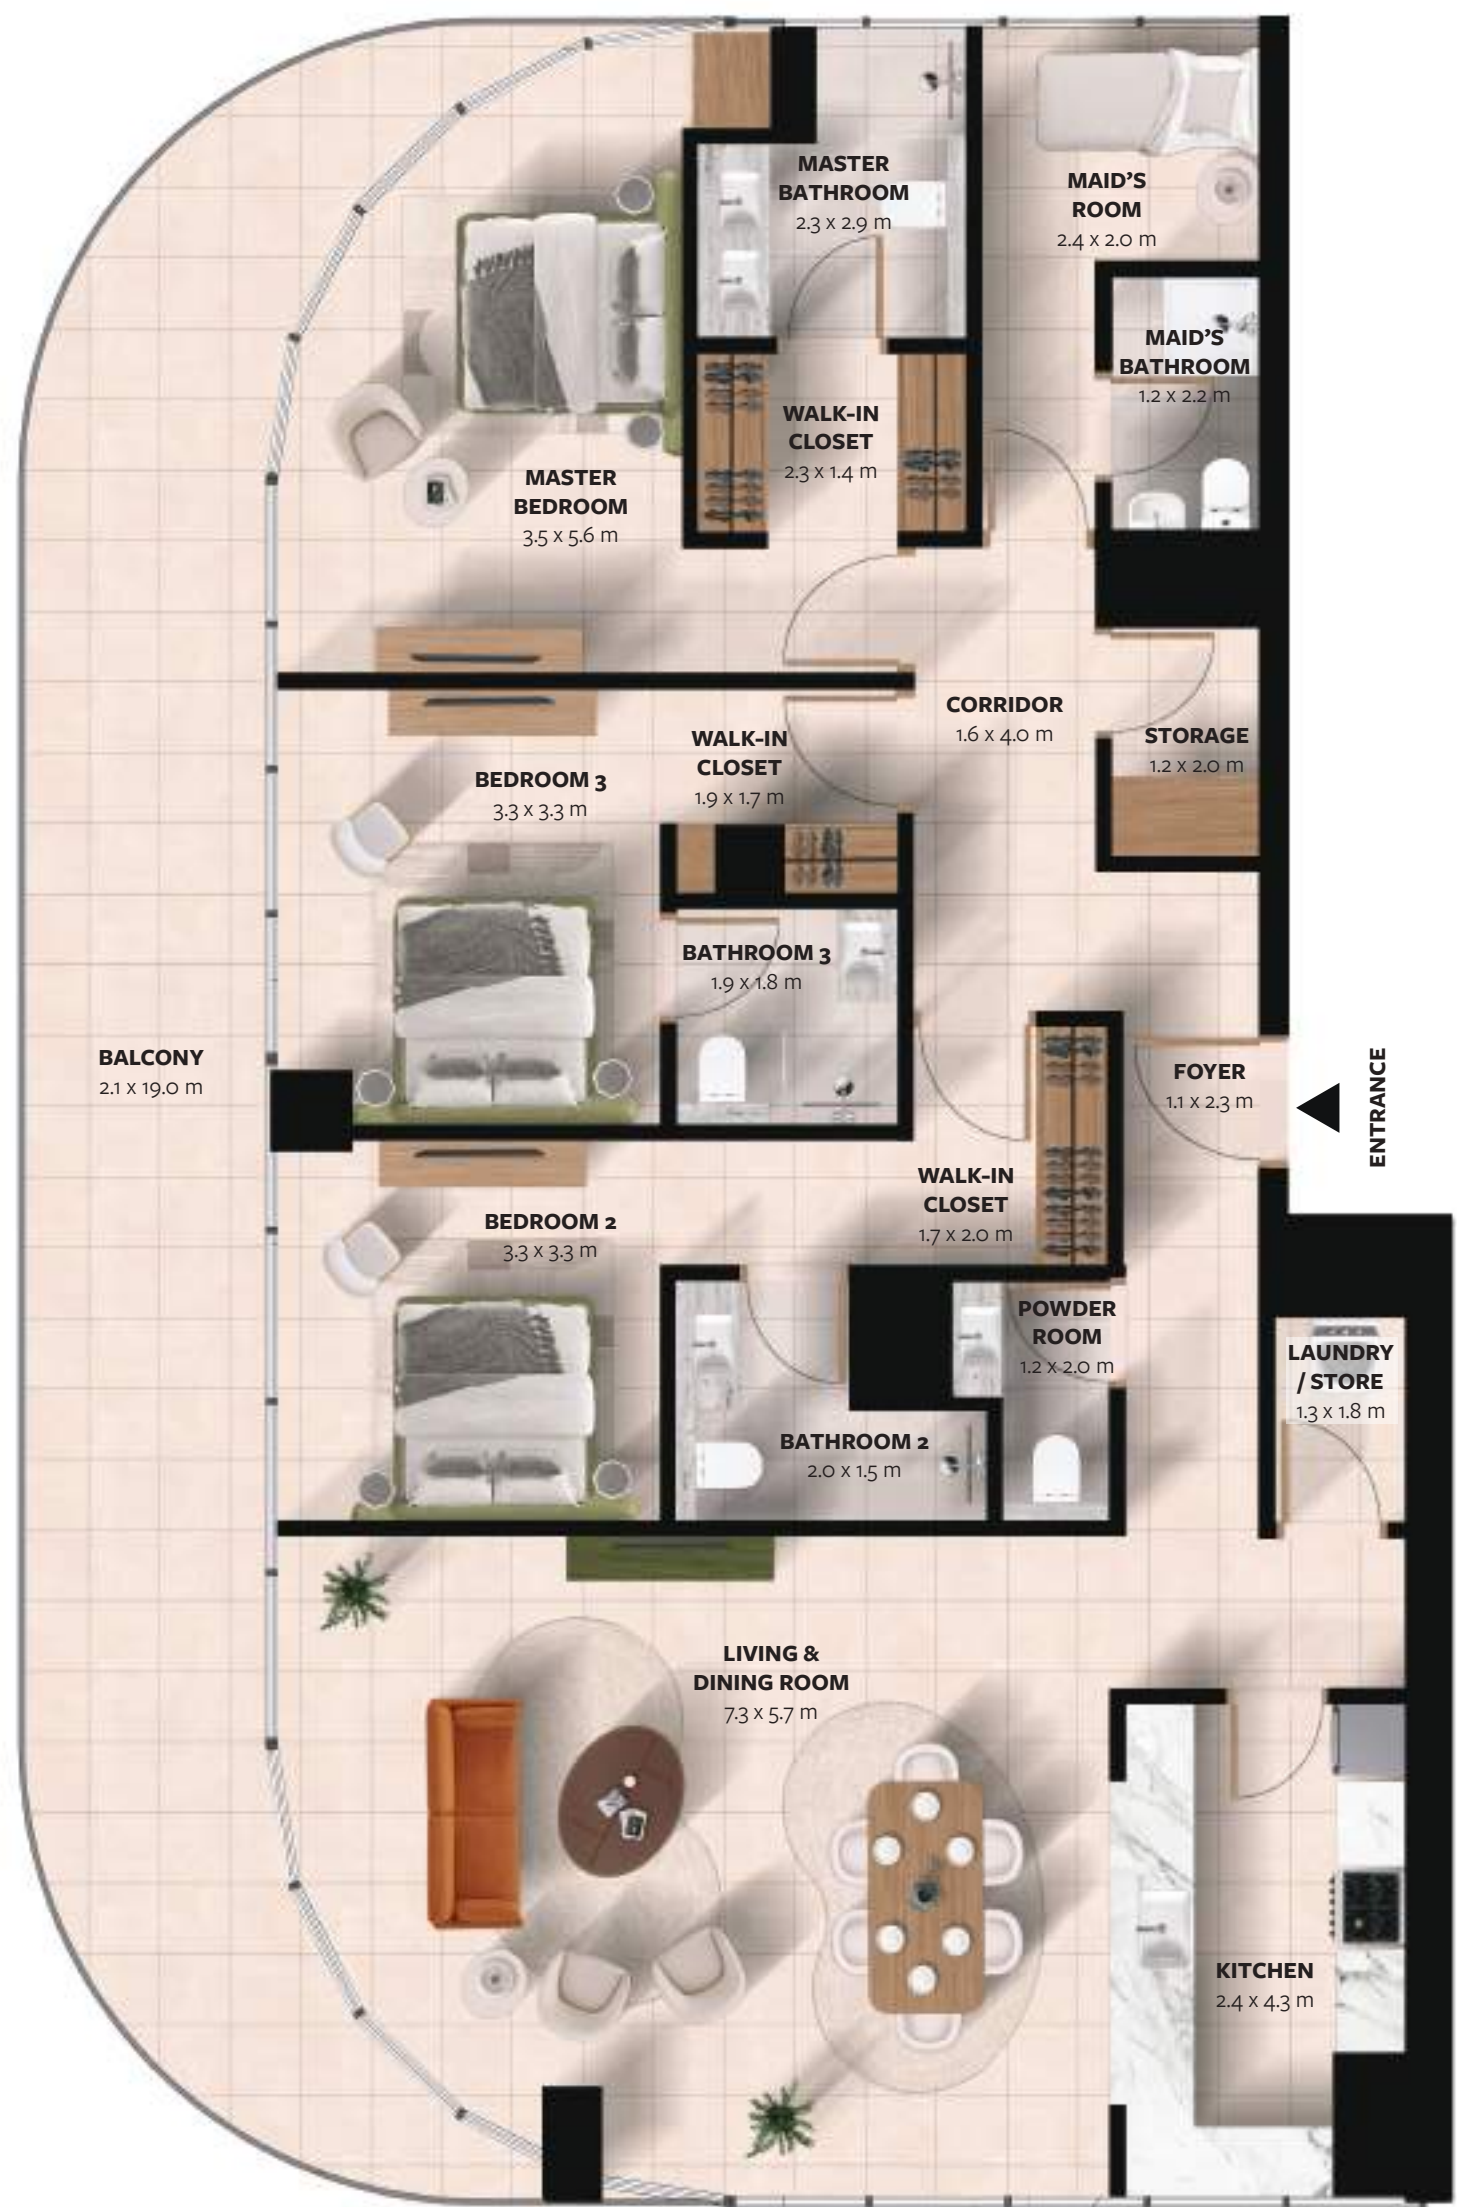 MASTER
BATHROOM
2.3 x 2.9 m
MAID'S
ROOM
2.4 x 2.0 m
MAID'S
BATHROOM
1.2 x 2.2 m
WALK-IN
CLOSET
2.3 x 1.4 m
MASTER
BEDROOM
3.5 x 5.6 m
CORRIDOR
1.6 x 4.0 m
STORAGE
1.2 x 2.0 m
WALK-IN
CLOSET
1.9 x 1.7 m
BEDROOM 3
3.3 x 3.3 m
BATHROOM 3
1.9 x 1.8 m
BALCONY
2.1 x 19.0 m
FOYER
1.1 x 2.3 m
ENTRANCE
WALK-IN
CLOSET
1.7 x 2.0 m
BEDROOM 2
3.3 x 3.3 m
POWDER
ROOM
1.2 x 2.0 m
LAUNDRY
/ STORE
1.3 x 1.8 m
BATHROOM 2
2.0 x 1.5 m
LIVING &
DINING ROOM
7.3 x 5.7 m
KITCHEN
2.4 x 4.3 m